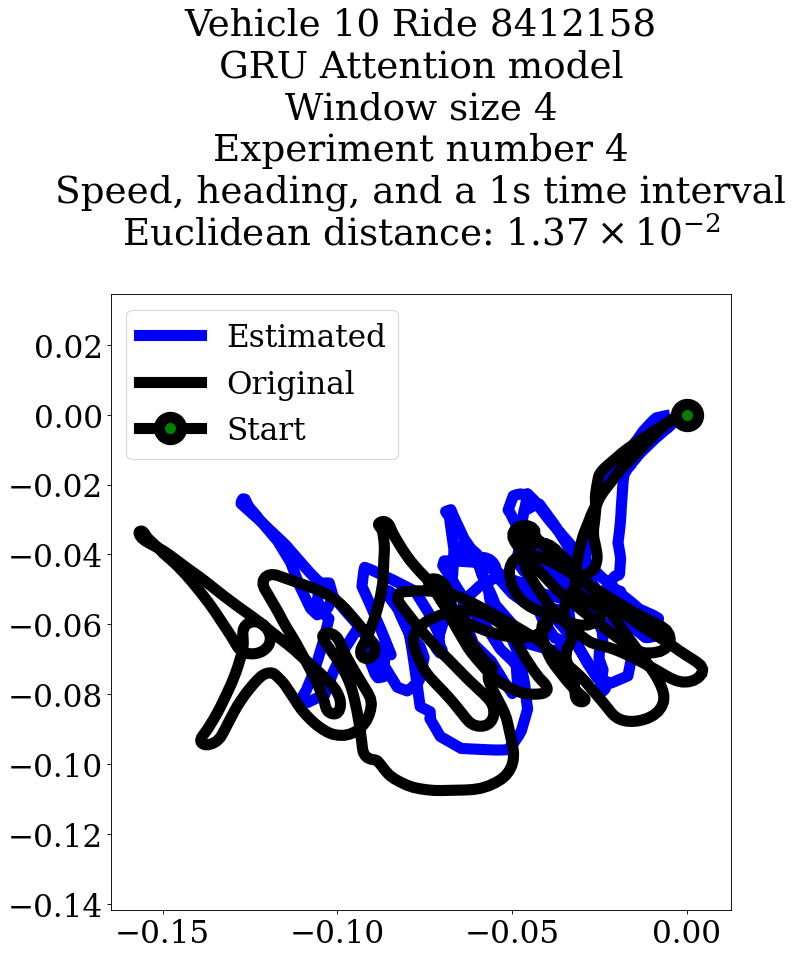 Vehicle 10 Ride 8412158
GRU Attention model
Window size 4
Experiment number 4
Speed, heading, and a 1s time interval
Euclidean distance: 1.37 × 10⁻²
Estimated
Original
Start
0.02
0.00
−0.02
−0.04
−0.06
−0.08
−0.10
−0.12
−0.14
−0.15 −0.10 −0.05 0.00